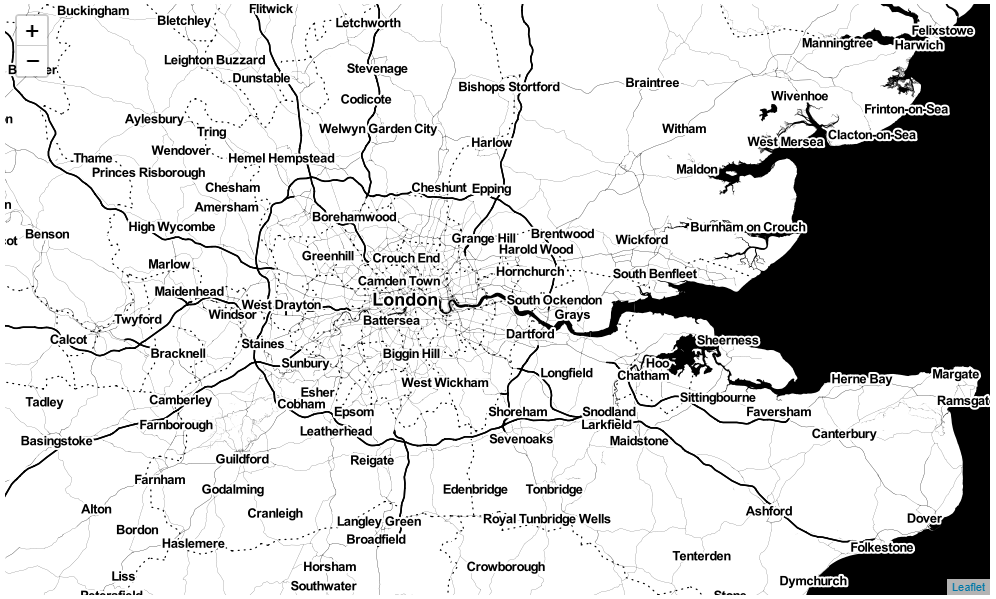 Buckingham
Flitwick
Bletchley
Letchworth
Felixstowe
Manningtree
Harwich
+
−
Leighton Buzzard
Stevenage
Dunstable
Bishops Stortford
Braintree
Wivenhoe
Codicote
Frinton-on-Sea
Aylesbury
Tring
Welwyn Garden City
Witham
Clacton-on-Sea
Harlow
West Mersea
Wendover
Thame
Hemel Hempstead
Princes Risborough
Maldon
Chesham
Cheshunt
Epping
Amersham
Borehamwood
High Wycombe
Burnham on Crouch
Benson
Grange Hill
Brentwood
Wickford
Harold Wood
Greenhill
Crouch End
Marlow
Hornchurch
South Benfleet
Camden Town
Maidenhead
West Drayton
London
South Ockendon
Windsor
Grays
Twyford
Battersea
Dartford
Calcot
Staines
Sheerness
Bracknell
Biggin Hill
Sunbury
Hoo
Longfield
Chatham
Margate
West Wickham
Herne Bay
Esher
Tadley
Camberley
Cobham
Sittingbourne
Epsom
Shoreham
Snodland
Faversham
Farnborough
Larkfield
Leatherhead
Basingstoke
Sevenoaks
Maidstone
Canterbury
Guildford
Reigate
Farnham
Godalming
Edenbridge
Tonbridge
Alton
Cranleigh
Ashford
Langley Green
Royal Tunbridge Wells
Dover
Bordon
Broadfield
Haslemere
Folkestone
Tenterden
Horsham
Crowborough
Liss
Southwater
Dymchurch
Leaflet